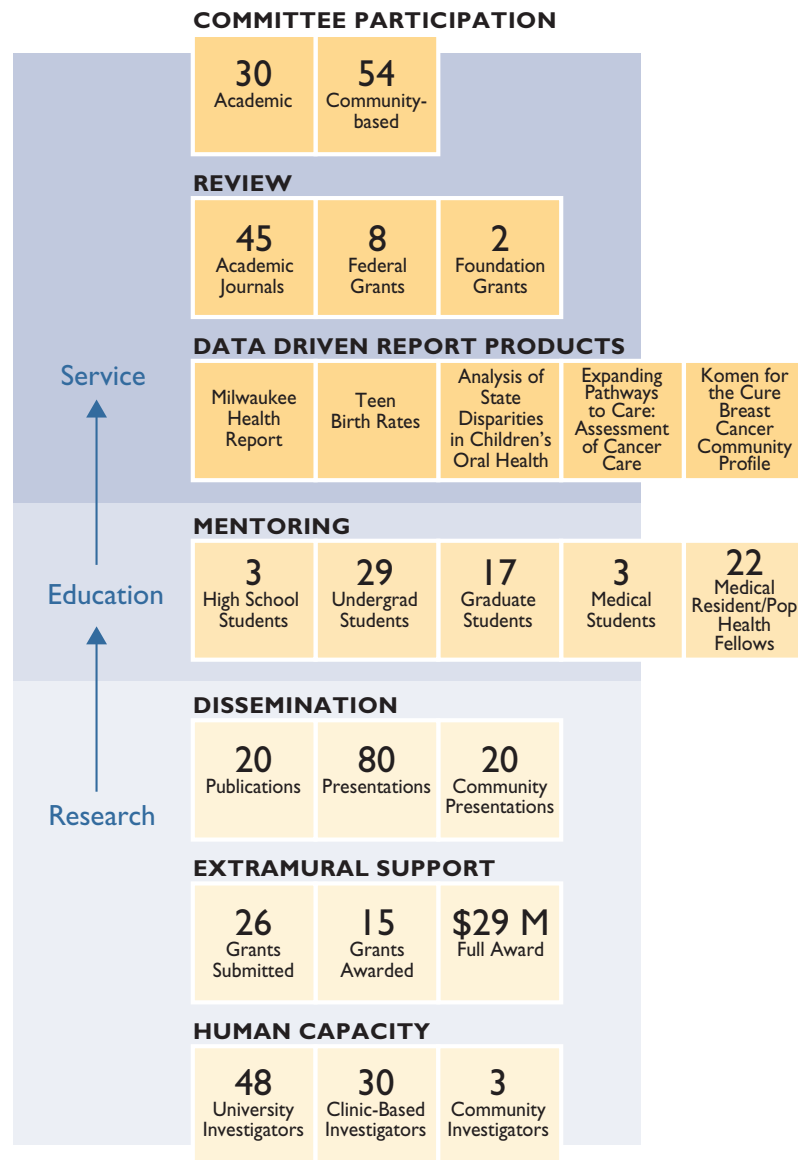 COMMITTEE PARTICIPATION
30
Academic
54
Community-
based
REVIEW
45
Academic
Journals
8
Federal
Grants
2
Foundation
Grants
DATA DRIVEN REPORT PRODUCTS
Service
Milwaukee
Health
Report
Teen
Birth Rates
Analysis of
State
Disparities
in Children’s
Oral Health
Expanding
Pathways
to Care:
Assessment
of Cancer
Care
Komen for
the Cure
Breast
Cancer
Community
Profile
MENTORING
Education
3
High School
Students
29
Undergrad
Students
17
Graduate
Students
3
Medical
Students
22
Medical
Resident/Pop
Health
Fellows
DISSEMINATION
Research
20
Publications
80
Presentations
20
Community
Presentations
EXTRAMURAL SUPPORT
26
Grants
Submitted
15
Grants
Awarded
$29 M
Full Award
HUMAN CAPACITY
48
University
Investigators
30
Clinic-Based
Investigators
3
Community
Investigators